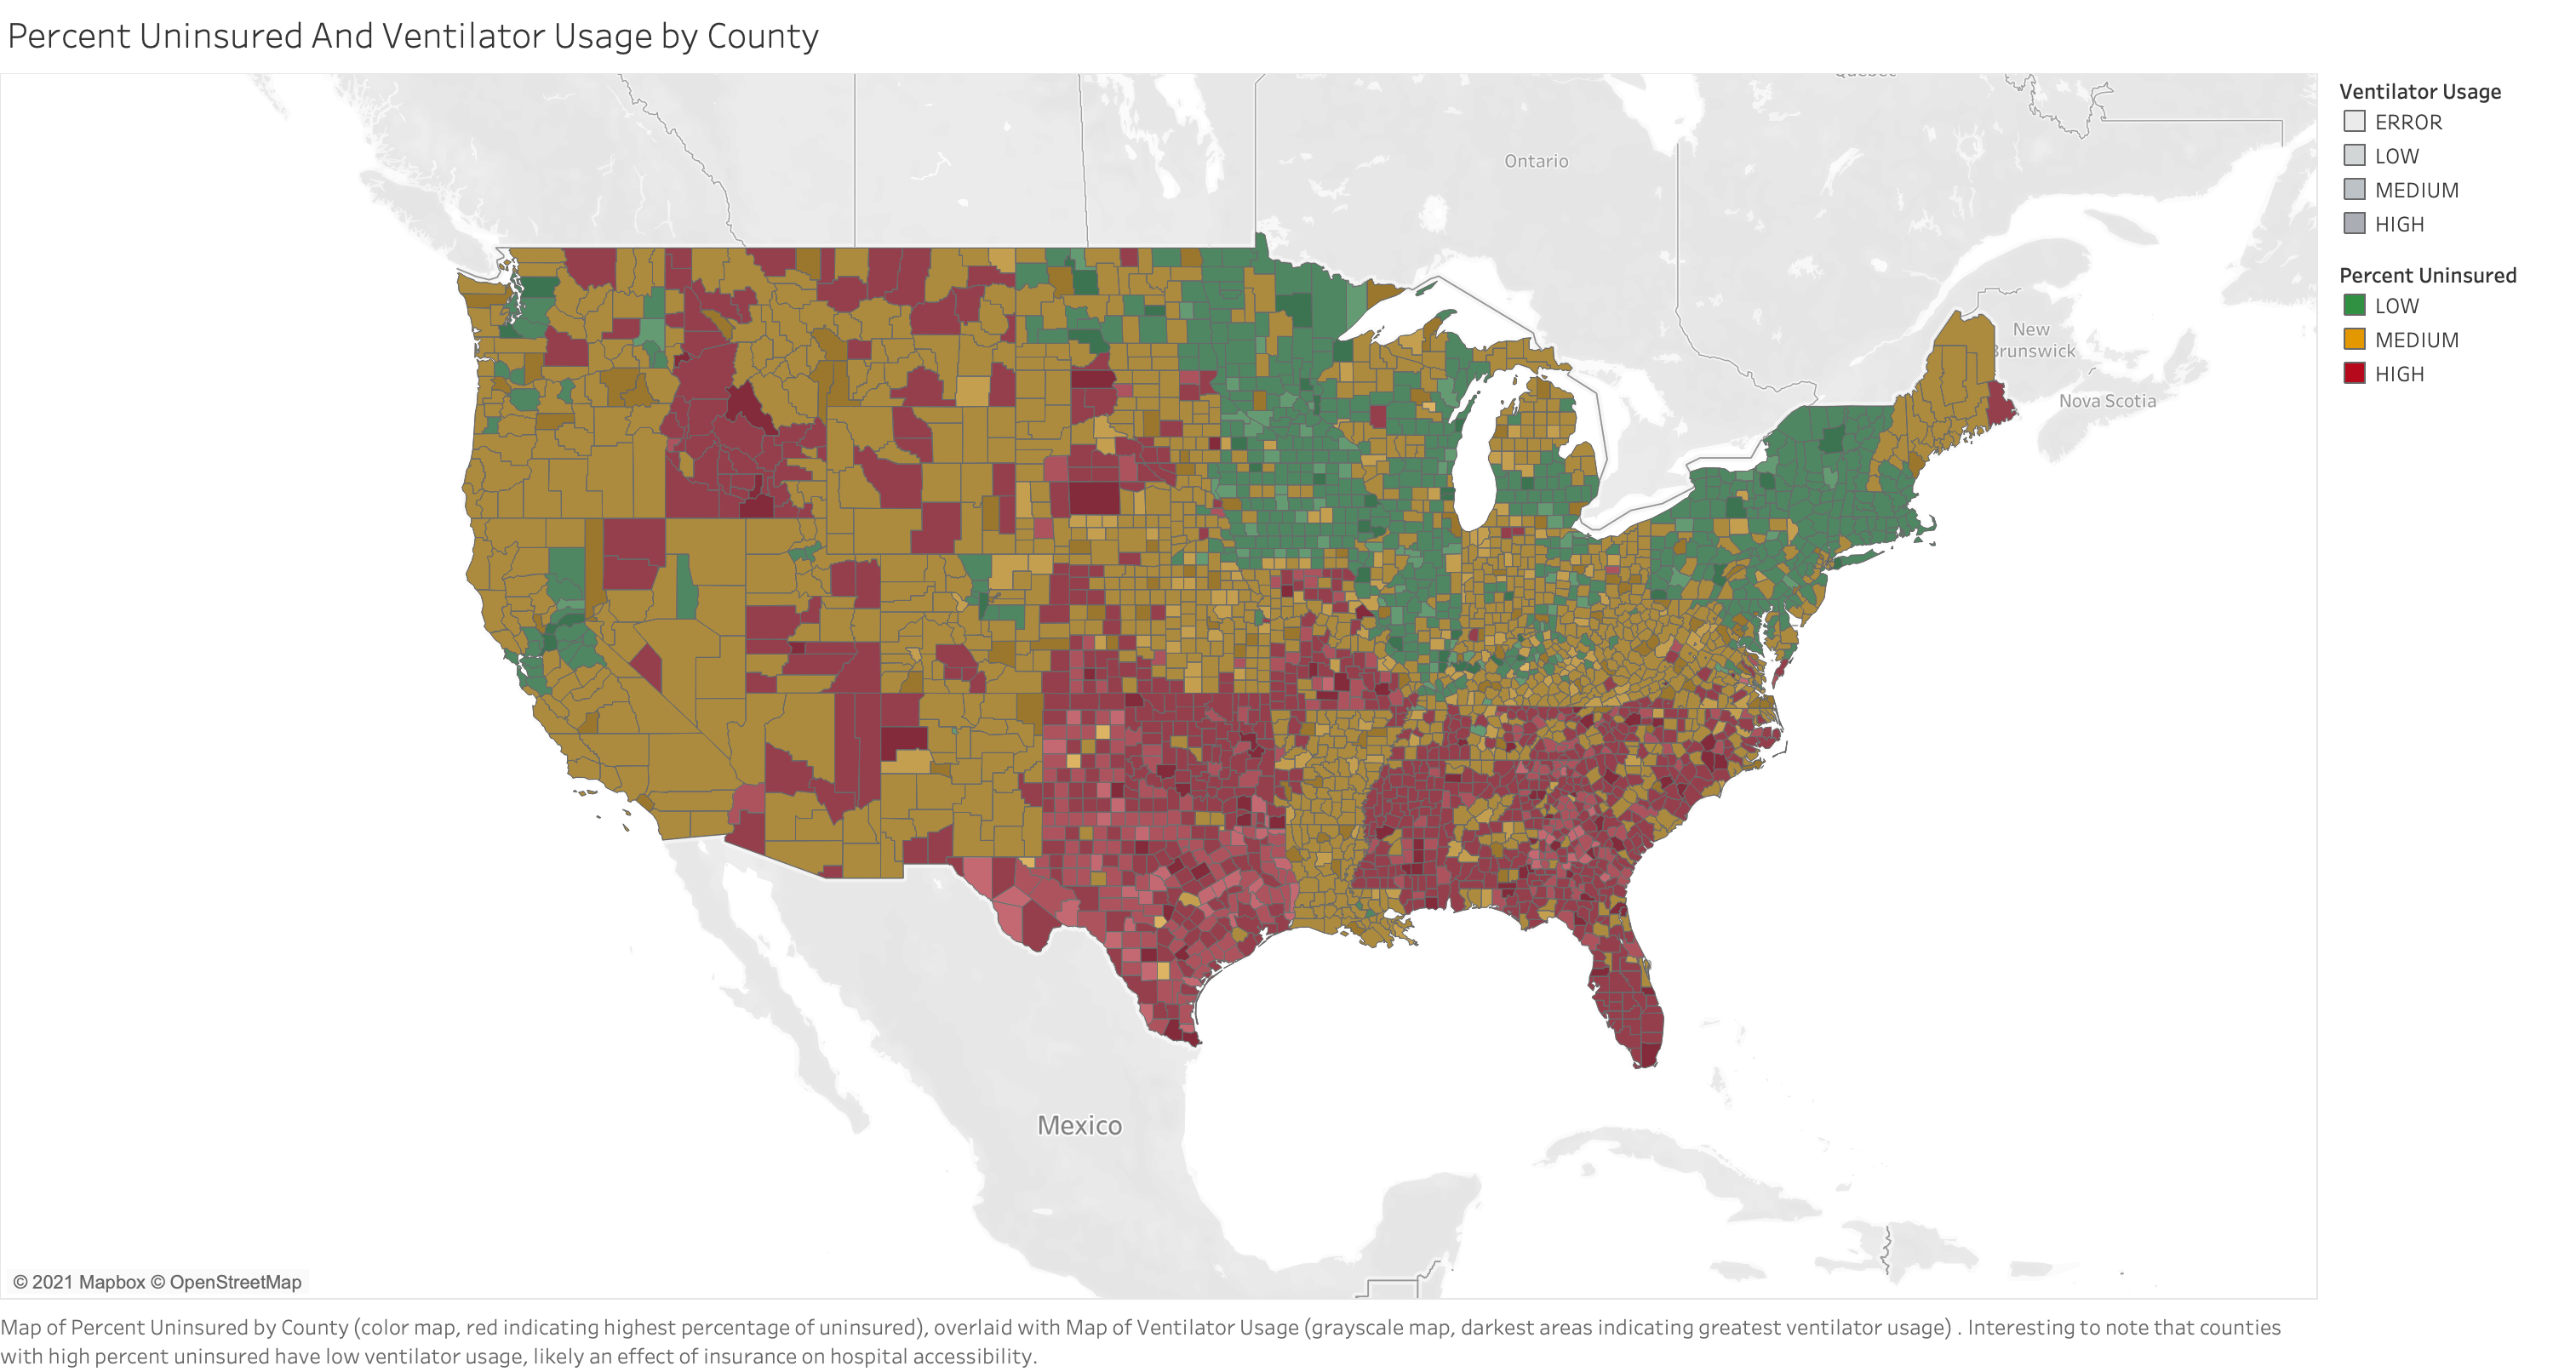 Percent Uninsured And Ventilator Usage by County
Ventilator Usage
ERROR
LOW
MEDIUM
HIGH
Percent Uninsured
LOW
MEDIUM
HIGH
Ontario
New
Brunswick
Nova Scotia
Mexico
© 2021 Mapbox © OpenStreetMap
Map of Percent Uninsured by County (color map, red indicating highest percentage of uninsured), overlaid with Map of Ventilator Usage (grayscale map, darkest areas indicating greatest ventilator usage) . Interesting to note that counties
with high percent uninsured have low ventilator usage, likely an effect of insurance on hospital accessibility.